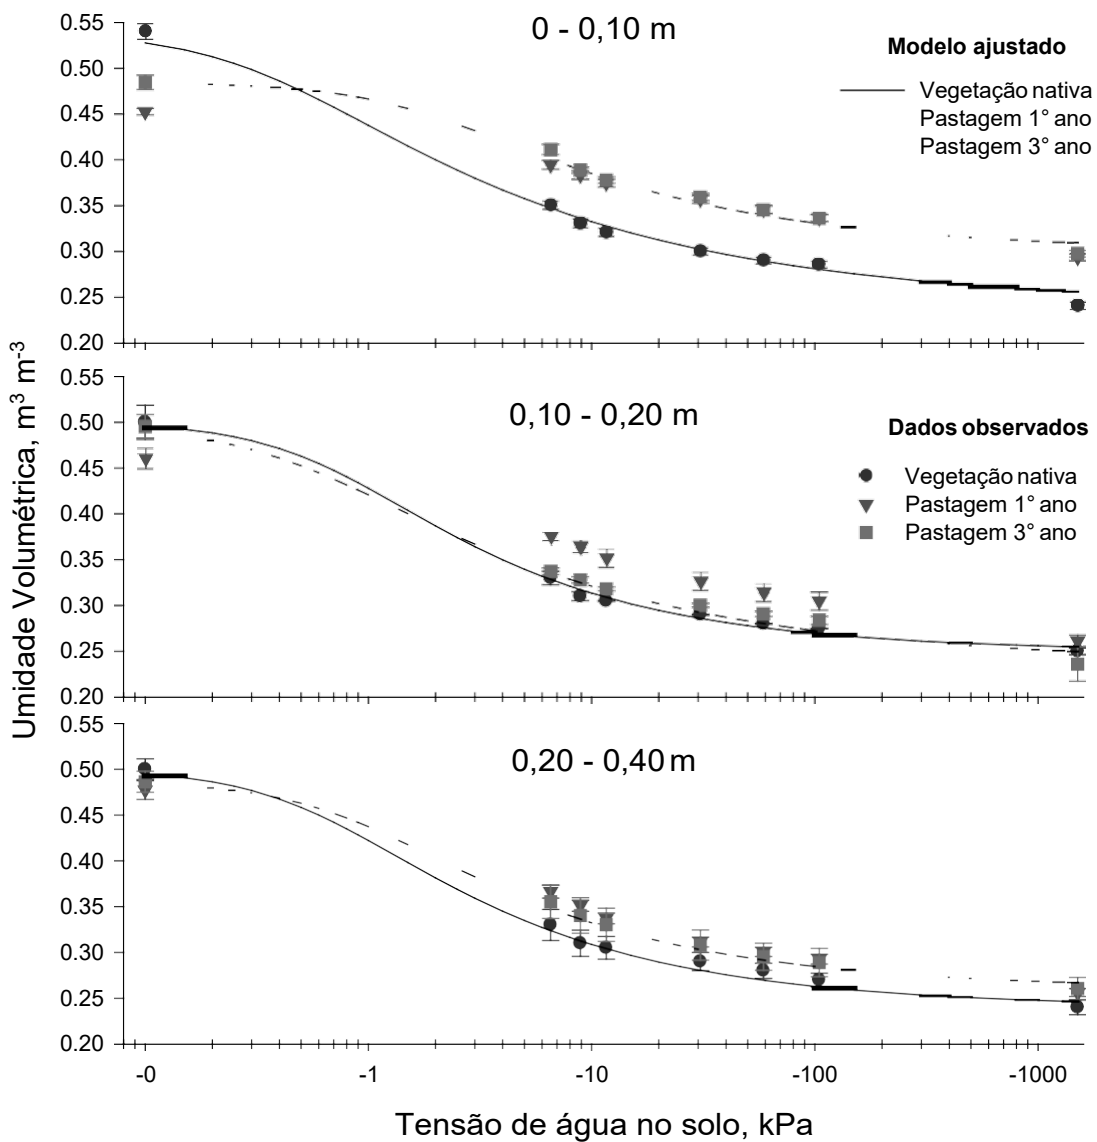 0 - 0,10 m
Modelo ajustado
Vegetação nativa
Pastagem 1° ano
Pastagem 3° ano
0.55
0.50
0.45
0.40
0.35
0.30
0.25
0.20
0,10 - 0,20 m
Dados observados
Vegetação nativa
Pastagem 1° ano
Pastagem 3° ano
0.55
0.50
0.45
0.40
0.35
0.30
0.25
0.20
0,20 - 0,40 m
0.55
0.50
0.45
0.40
0.35
0.30
0.25
0.20
Umidade Volumétrica, m³ m⁻³
-0 -1 -10 -100 -1000
Tensão de água no solo, kPa